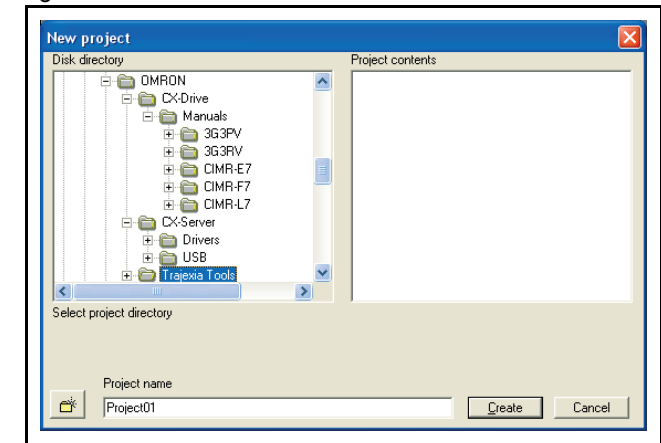 New project
Disk directory
Project contents
OMRON
CX-Drive
Manuals
3G3PV
3G3RV
CIMR-E7
CIMR-F7
CIMR-L7
CX-Server
Drivers
USB
Trajexia Tools
Select project directory
Project name
Project01
Create
Cancel